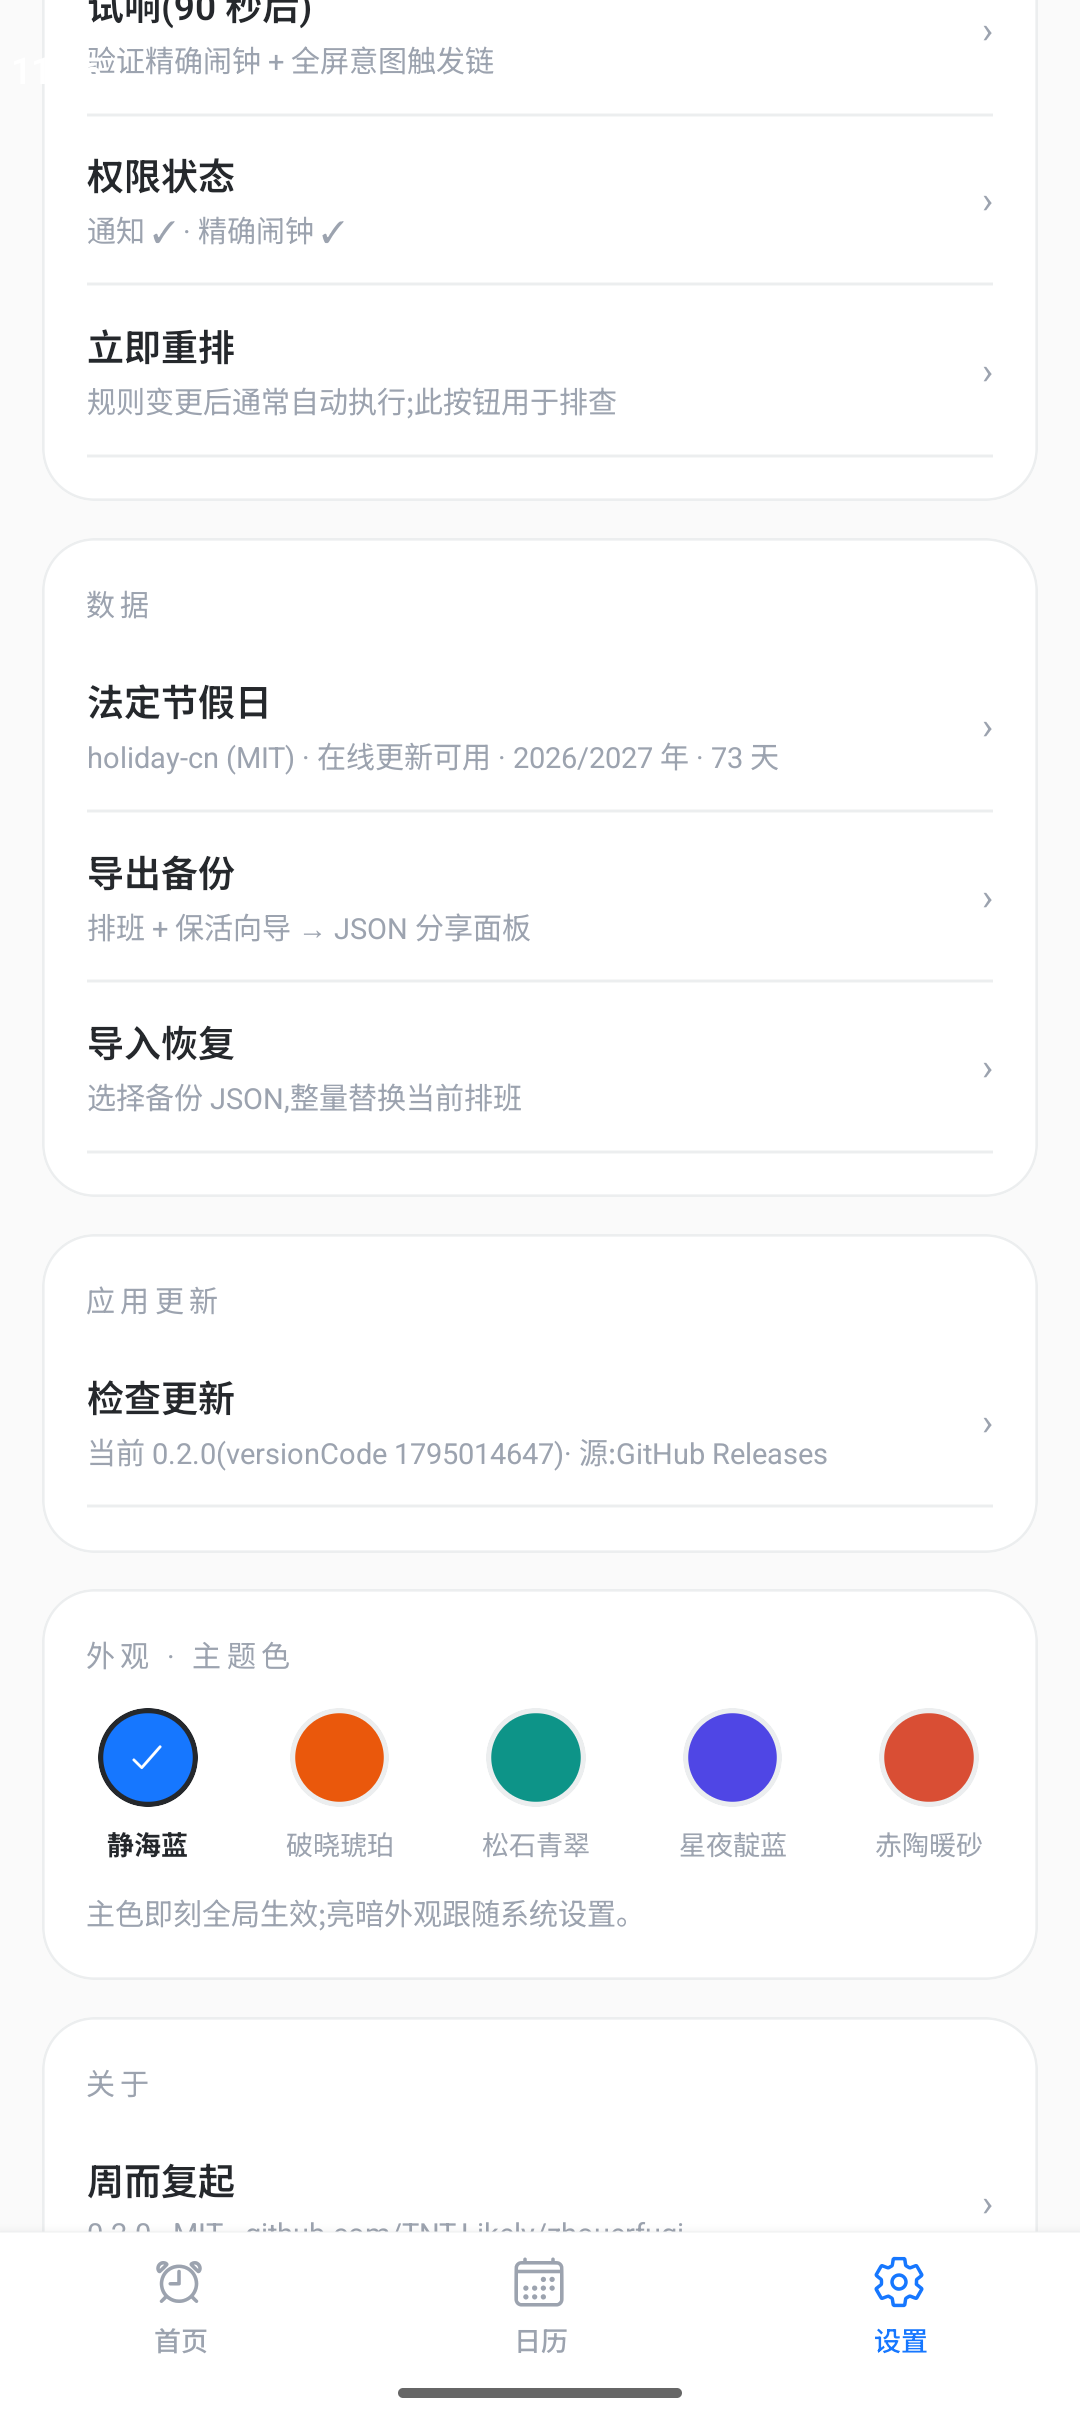 试响(90 秒后)
验证精确闹钟 + 全屏意图触发链
权限状态
通知 ✓ · 精确闹钟 ✓
立即重排
规则变更后通常自动执行;此按钮用于排查
数据
法定节假日
holiday-cn (MIT) · 在线更新可用 · 2026/2027 年 · 73 天
导出备份
排班 + 保活向导 → JSON 分享面板
导入恢复
选择备份 JSON,整量替换当前排班
应用更新
检查更新
当前 0.2.0(versionCode 1795014647)· 源:GitHub Releases
外观 · 主题色
静海蓝 破晓琥珀 松石青翠 星夜靛蓝 赤陶暖砂
主色即刻全局生效;亮暗外观跟随系统设置。
关于
周而复起
0.2.0 · MIT · github.com/TNT-Likely/zhouerfuqi
首页 日历 设置